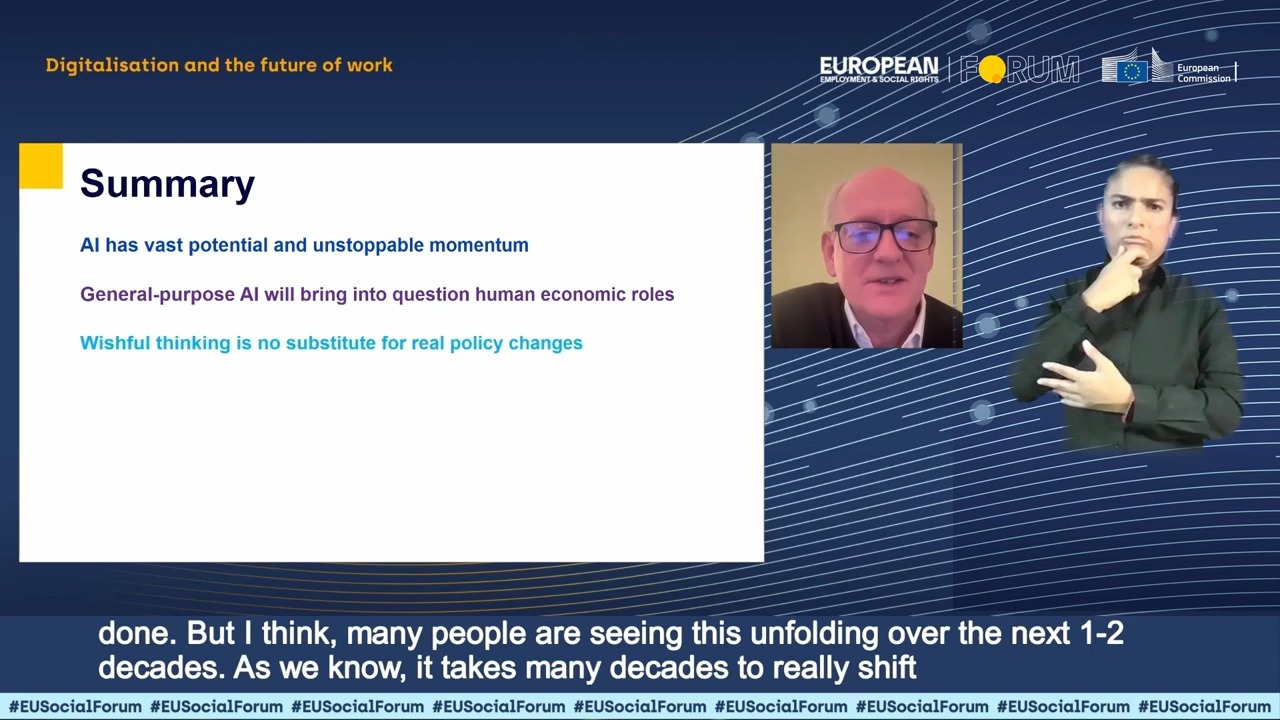 Digitalisation and the future of work
EUROPEAN
EMPLOYMENT & SOCIAL RIGHTS
FORUM
European
Commission
Summary
AI has vast potential and unstoppable momentum
General-purpose AI will bring into question human economic roles
Wishful thinking is no substitute for real policy changes
done. But I think, many people are seeing this unfolding over the next 1-2
decades. As we know, it takes many decades to really shift
#EUSocialForum #EUSocialForum #EUSocialForum #EUSocialForum #EUSocialForum #EUSocialForum #EUSocialForum #EUSocialForum #EUSocialForum